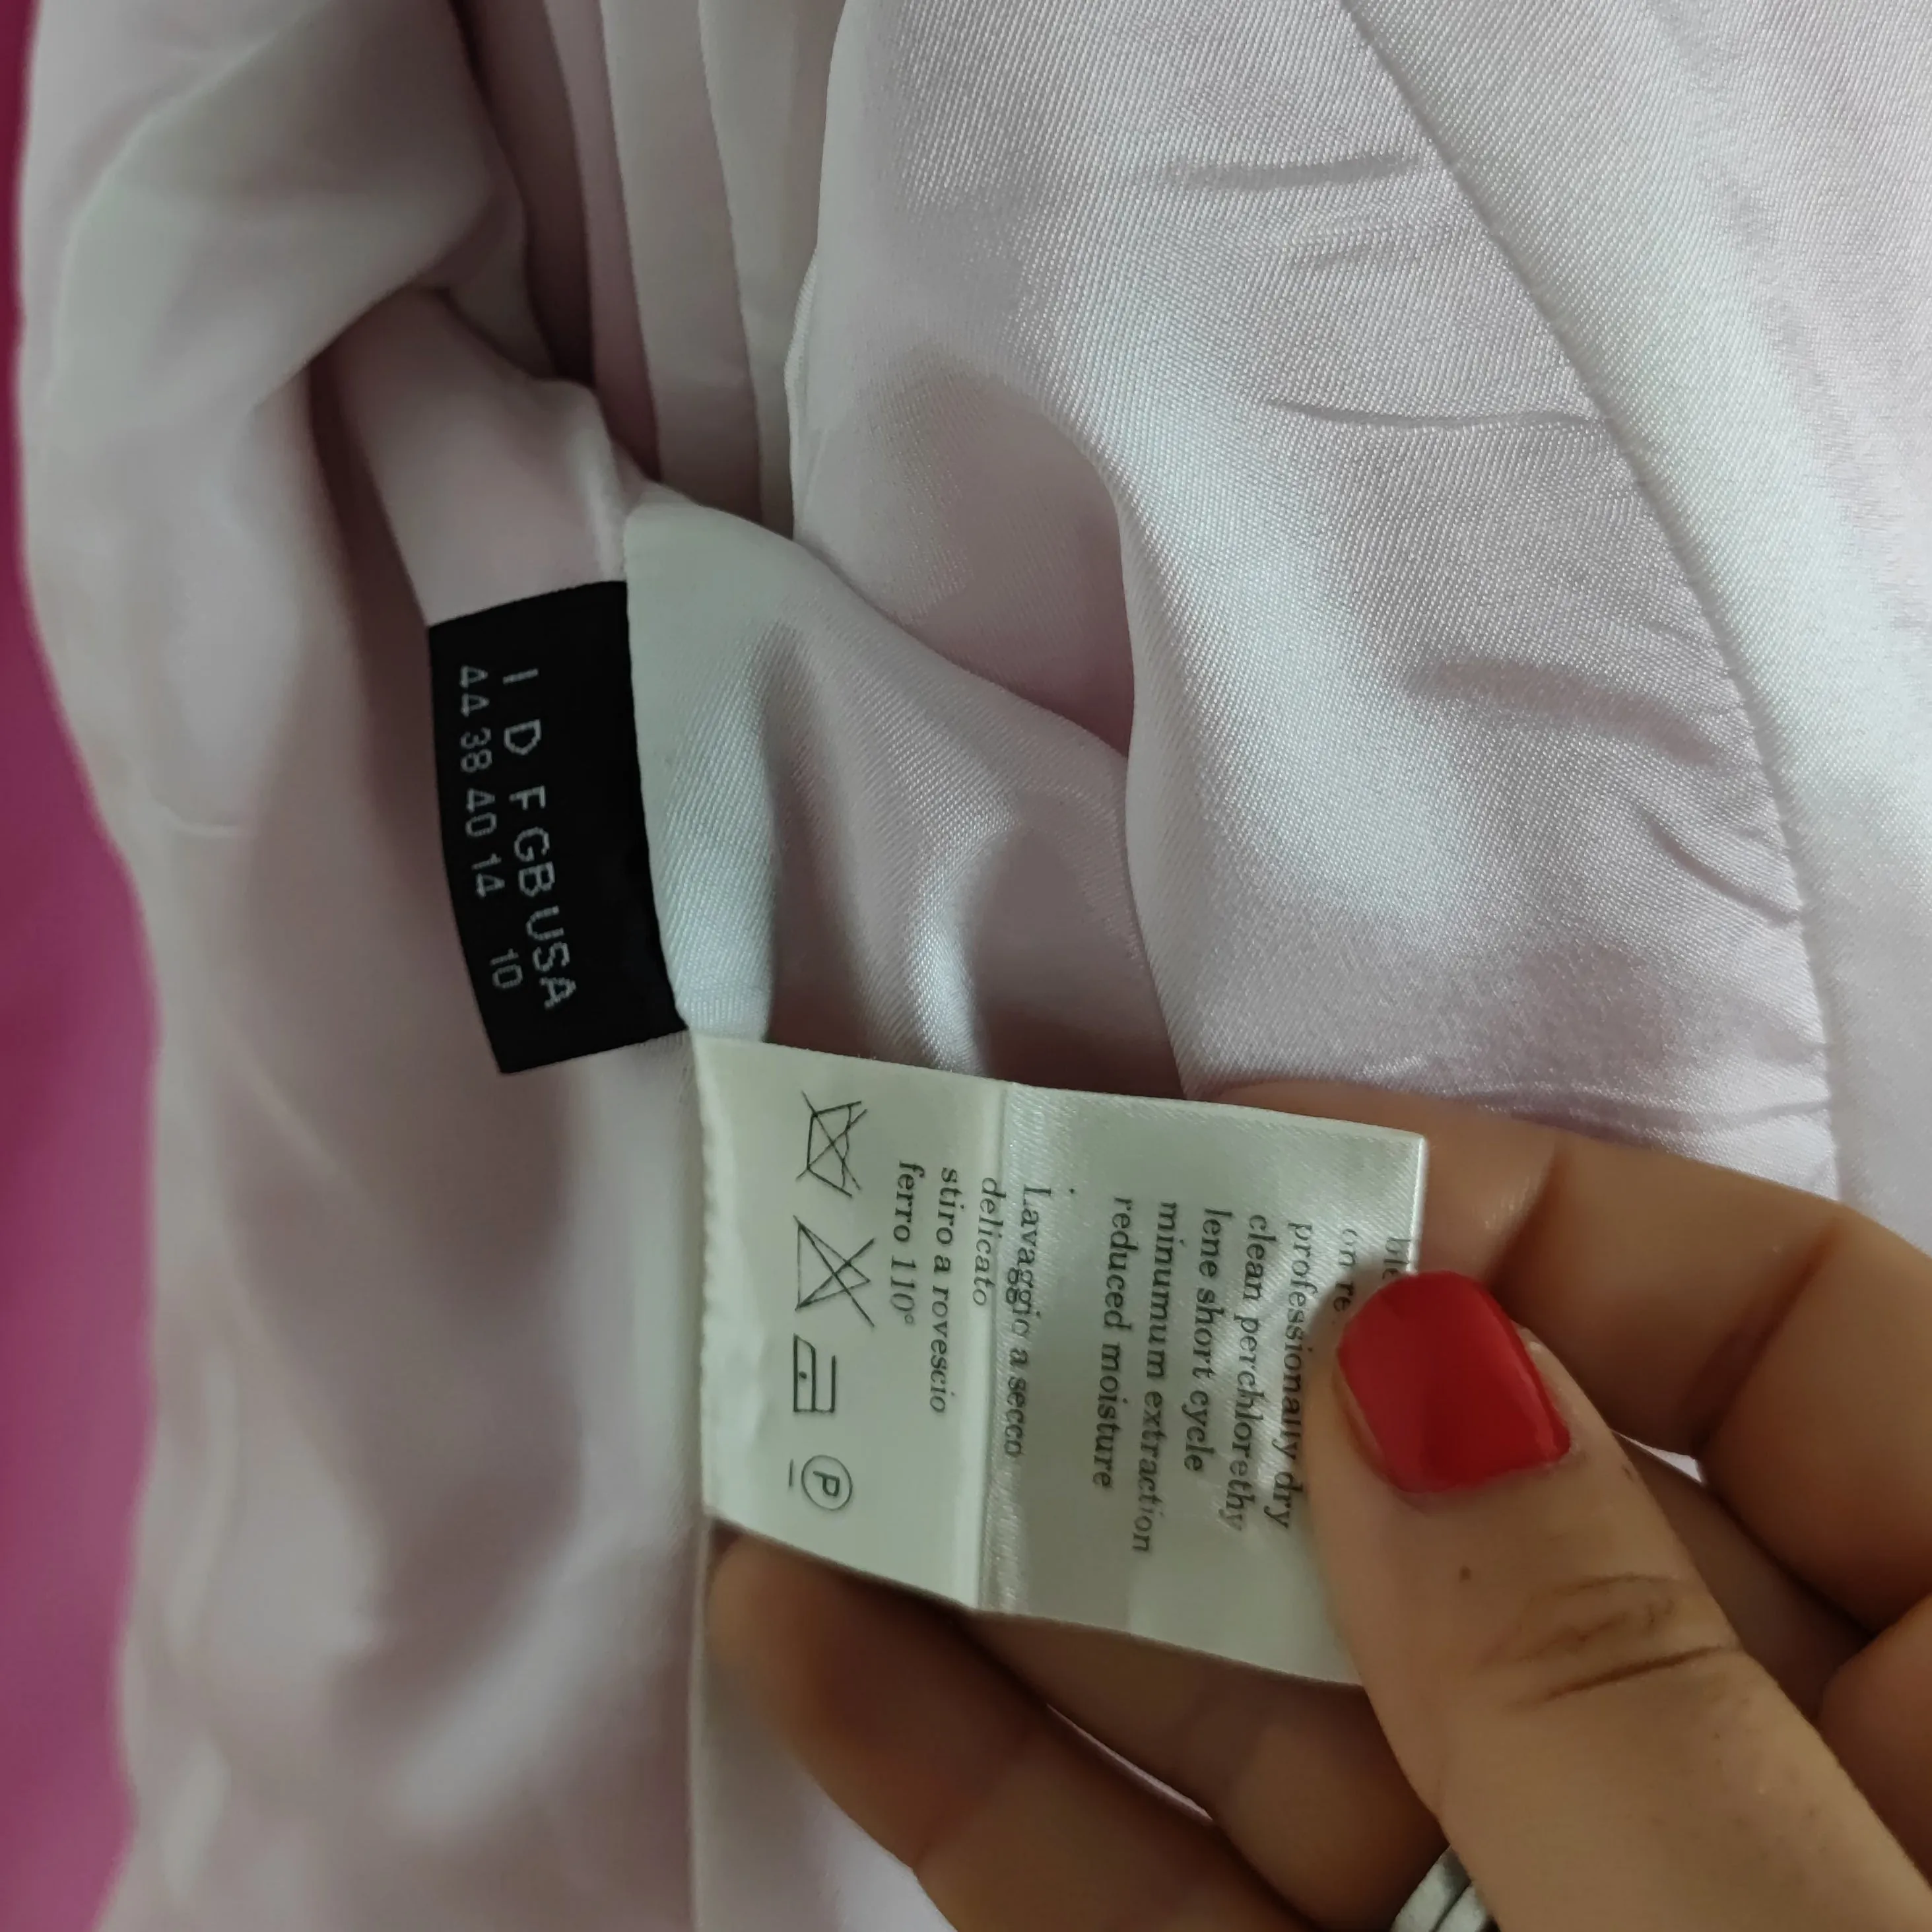 I D F GB USA
44 38 40 14 10
professionally dry
clean perchlorethy
lene short cycle
minumum extraction
reduced moisture
Lavaggio a secco
delicato
stiro a rovescio
ferro 110°
P